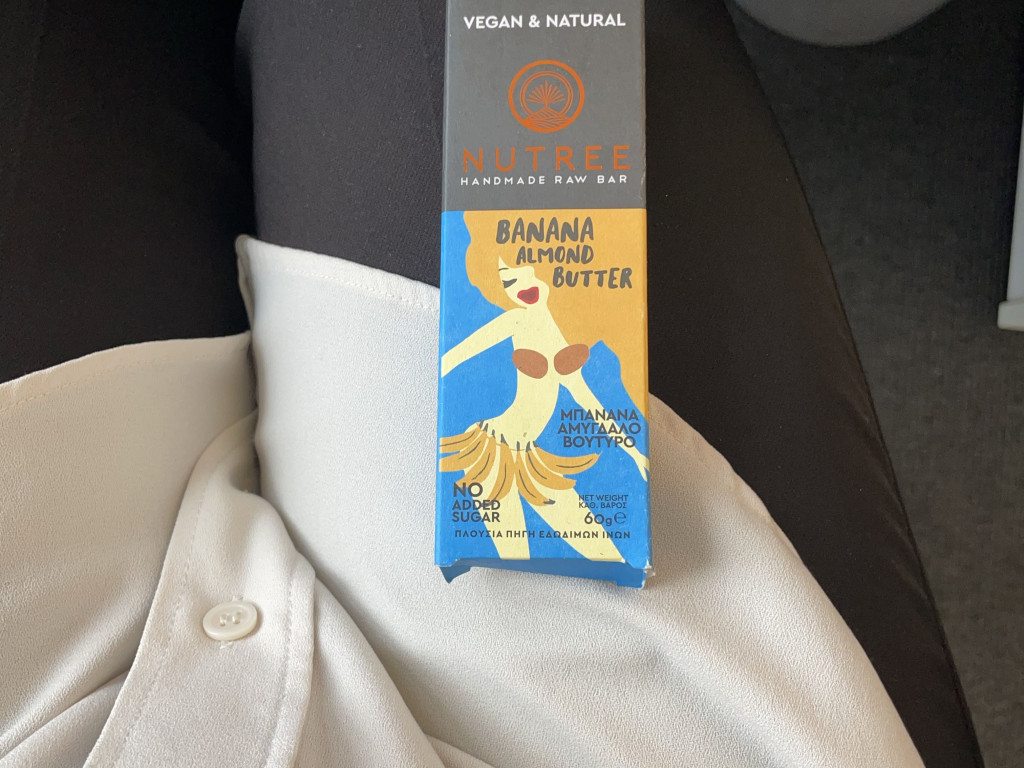 VEGAN & NATURAL
NUTREE
HANDMADE RAW BAR
BANANA
ALMOND
BUTTER
ΜΠΑΝΑΝΑ
ΑΜΥΓΔΑΛΟ
ΒΟΥΤΥΡΟ
NO
ADDED
SUGAR
NET WEIGHT
ΚΑΘ. ΒΑΡΟΣ
60g℮
ΠΛΟΥΣΙΑ ΠΗΓΗ ΕΔΩΔΙΜΩΝ ΙΝΩΝ